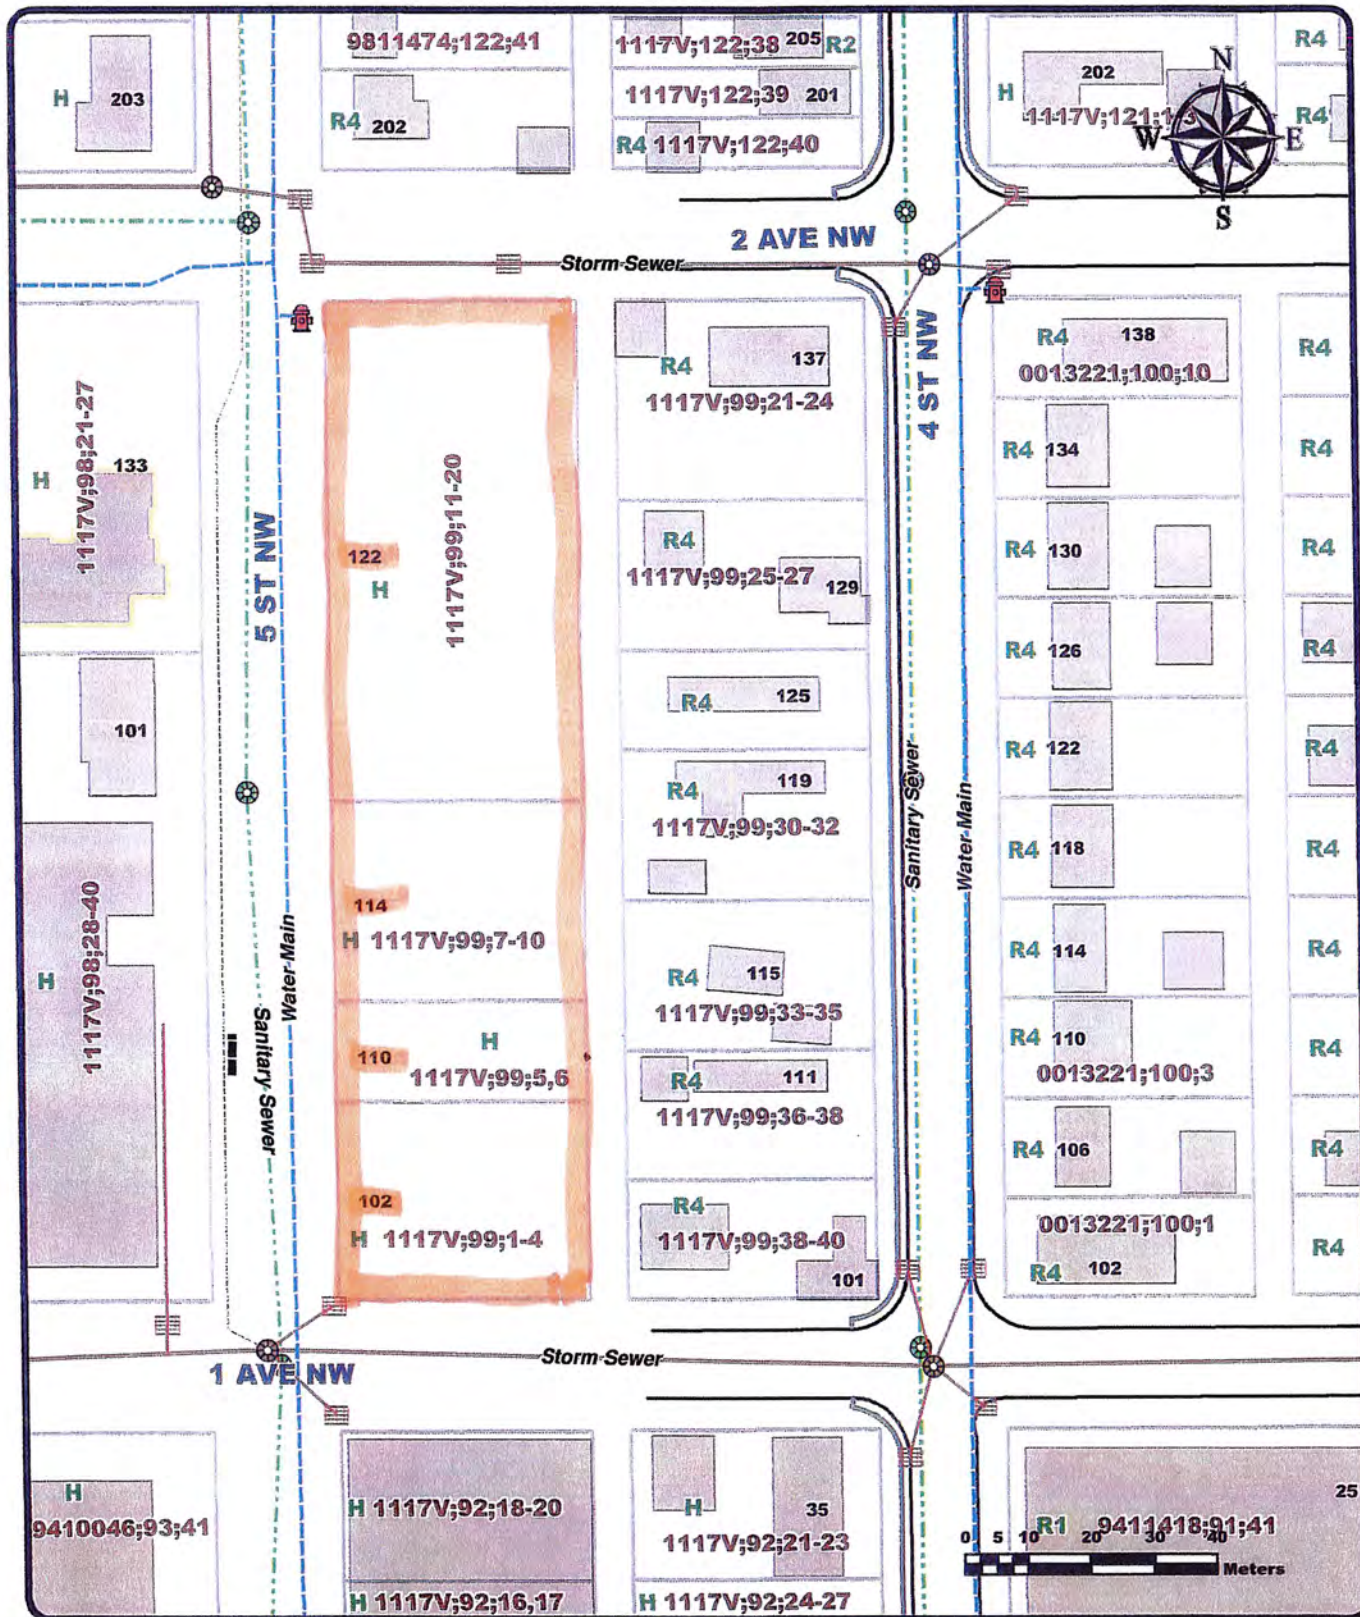 9811474;122;41
1117V;122;38
205
R2
R4
N
H
203
R4
202
1117V;122;39
201
R4
1117V;122;40
H
202
1117V;121;1-3
R4
W
E
S
2 AVE NW
Storm Sewer
4 ST NW
H
1117V;98;21-27
133
5 ST NW
122
H
1117V;99;11-20
R4
137
1117V;99;21-24
R4
138
0013221;100;10
R4
R4
134
R4
R4
1117V;99;25-27
129
R4
130
R4
R4
126
R4
R4
125
101
R4
119
1117V;99;30-32
R4
122
R4
Sanitary Sewer
Water Main
R4
118
R4
H
1117V;98;28-40
Water Main
Sanitary Sewer
114
H 1117V;99;7-10
R4
115
1117V;99;33-35
R4
114
R4
110
H
1117V;99;5,6
R4
111
1117V;99;36-38
R4
110
0013221;100;3
R4
R4
106
R4
102
H 1117V;99;1-4
R4
1117V;99;38-40
101
0013221;100;1
R4
102
R4
1 AVE NW
Storm Sewer
H
9410046;93;41
H 1117V;92;18-20
H 1117V;92;16,17
H
35
1117V;92;21-23
H 1117V;92;24-27
25
R1
9411418;91;41
0 5 10 20 30 40
Meters